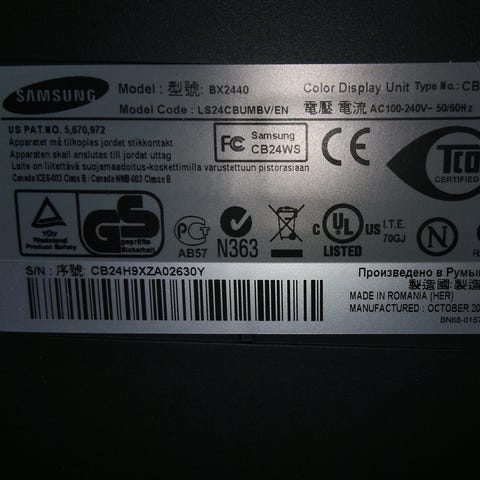 SAMSUNG
Model : 型號: BX2440
Color Display Unit Type No.: CB
Model Code : LS24CBUMBV/EN
電壓 電流 AC100-240V~ 50/60Hz
US PAT.NO. 5,670,972
Apparatet må tilkoples jordet stikkontakt
Apparaten skall anslutas till jordat uttag
Laite on liitettävä suojamaadoitus-koskettimilla varustettuun pistorasiaan
Canada ICES-003 Class B / Canada NMB-003 Classe B
FC Samsung
CB24WS
CE
TCO
CERTIFIED
TÜV
Rheinland
Product Safety
GS
geprüfte
Sicherheit
PCT
AB57
N363
C UL US
LISTED
I.T.E.
70GJ
N
S/N : 序號: CB24H9XZA02630Y
Произведено в Румы
製造國:製造
MADE IN ROMANIA (HER)
MANUFACTURED : OCTOBER 20
BN68-0167